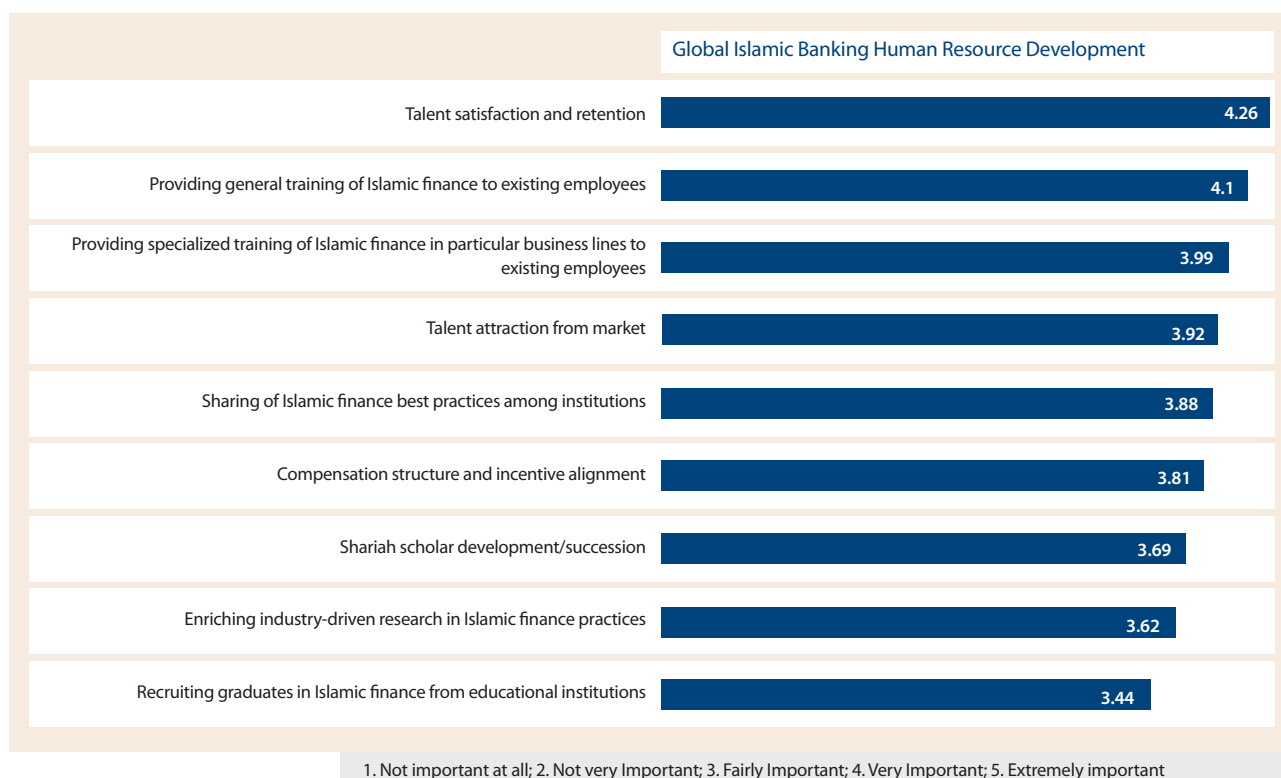 Global Islamic Banking Human Resource Development
Talent satisfaction and retention
4.26
Providing general training of Islamic finance to existing employees
4.1
Providing specialized training of Islamic finance in particular business lines to
existing employees
3.99
Talent attraction from market
3.92
Sharing of Islamic finance best practices among institutions
3.88
Compensation structure and incentive alignment
3.81
Shariah scholar development/succession
3.69
Enriching industry-driven research in Islamic finance practices
3.62
Recruiting graduates in Islamic finance from educational institutions
3.44
1. Not important at all; 2. Not very Important; 3. Fairly Important; 4. Very Important; 5. Extremely important